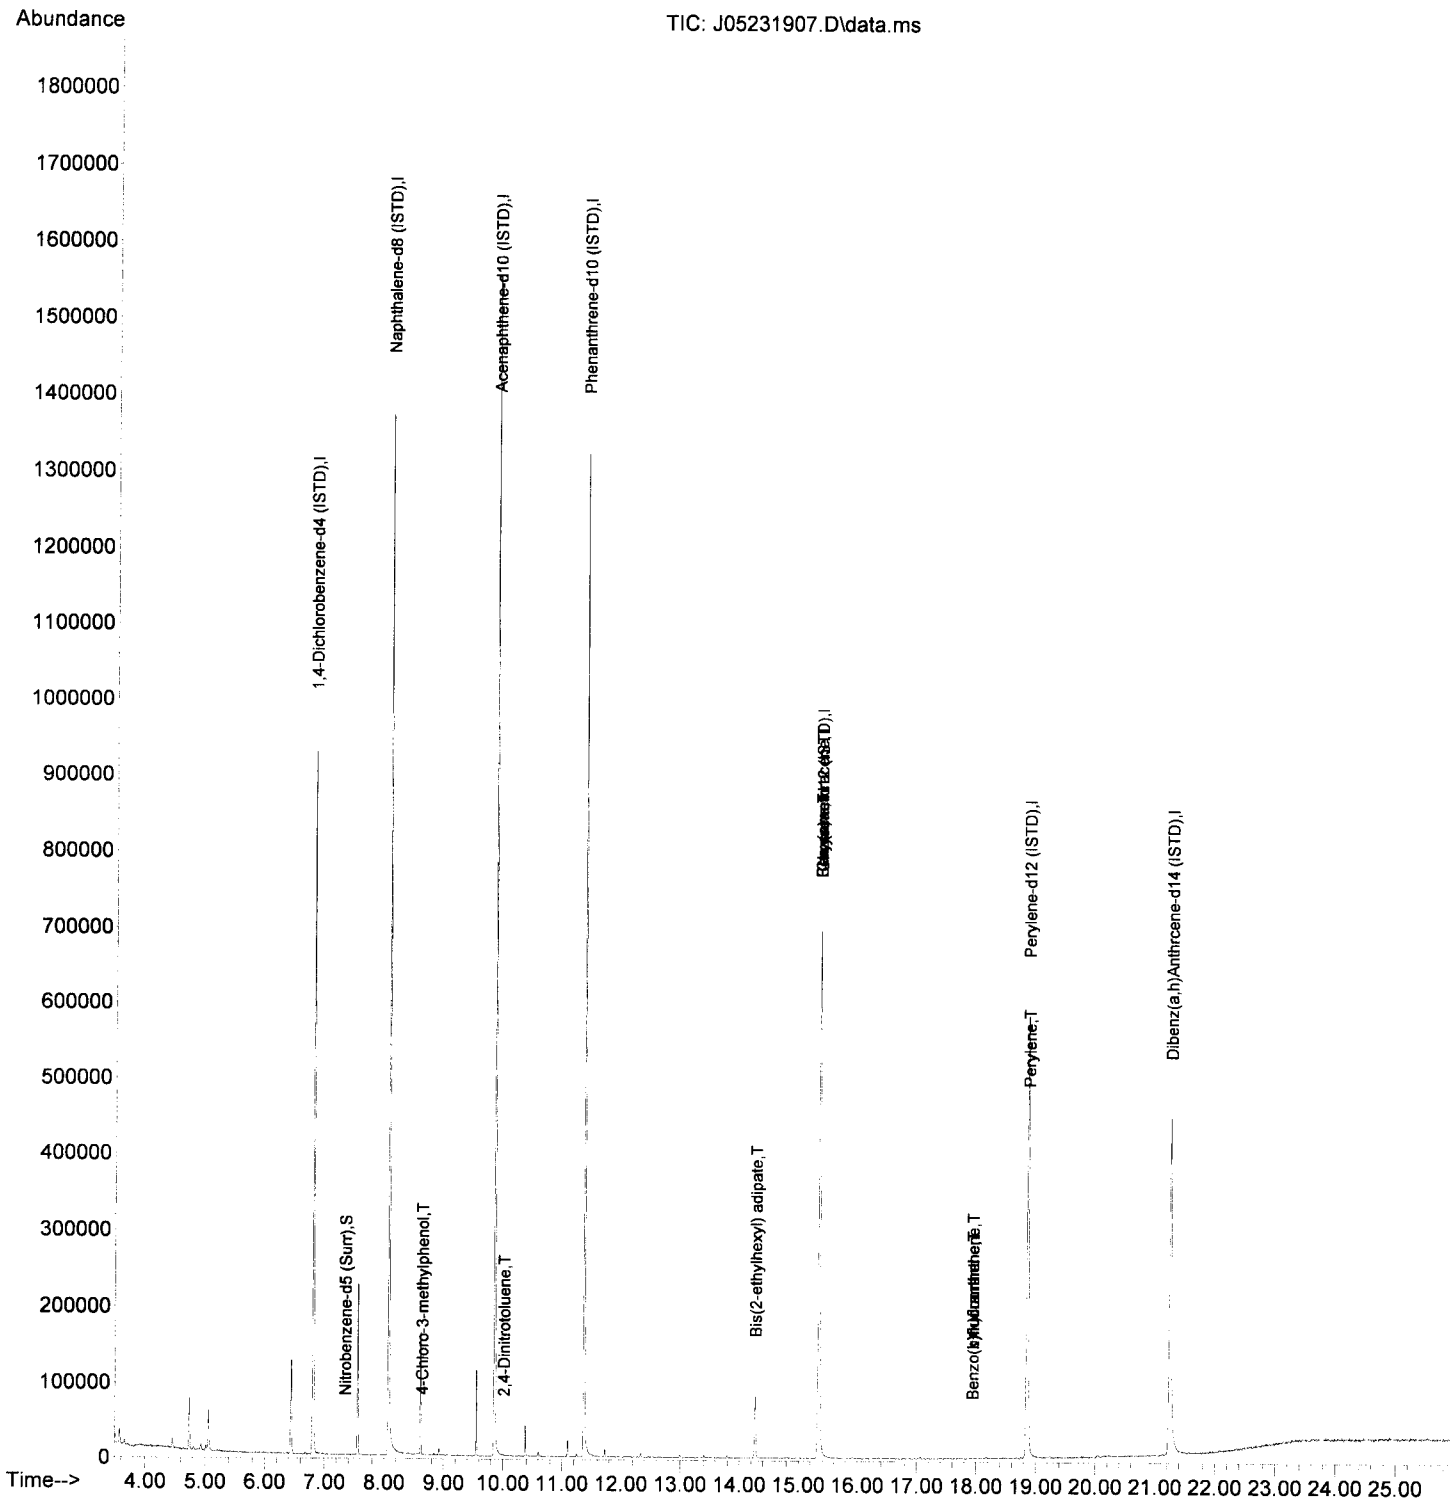 Abundance
TIC: J05231907.D\data.ms
1800000
1700000
1600000
1500000
1400000
1300000
1200000
1100000
1000000
900000
800000
700000
600000
500000
400000
300000
200000
100000
0
1,4-Dichlorobenzene-d4 (ISTD),I
Nitrobenzene-d5 (Surr),S
Naphthalene-d8 (ISTD),I
4-Chloro-3-methylphenol,T
Acenaphthene-d10 (ISTD),I
2,4-Dinitrotoluene,T
Phenanthrene-d10 (ISTD),I
Bis(2-ethylhexyl) adipate,T
Perylene-d12 (ISTD),I
Perylene,T
Dibenz(a,h)Anthrcene-d14 (ISTD),I
Time--> 4.00 5.00 6.00 7.00 8.00 9.00 10.00 11.00 12.00 13.00 14.00 15.00 16.00 17.00 18.00 19.00 20.00 21.00 22.00 23.00 24.00 25.00